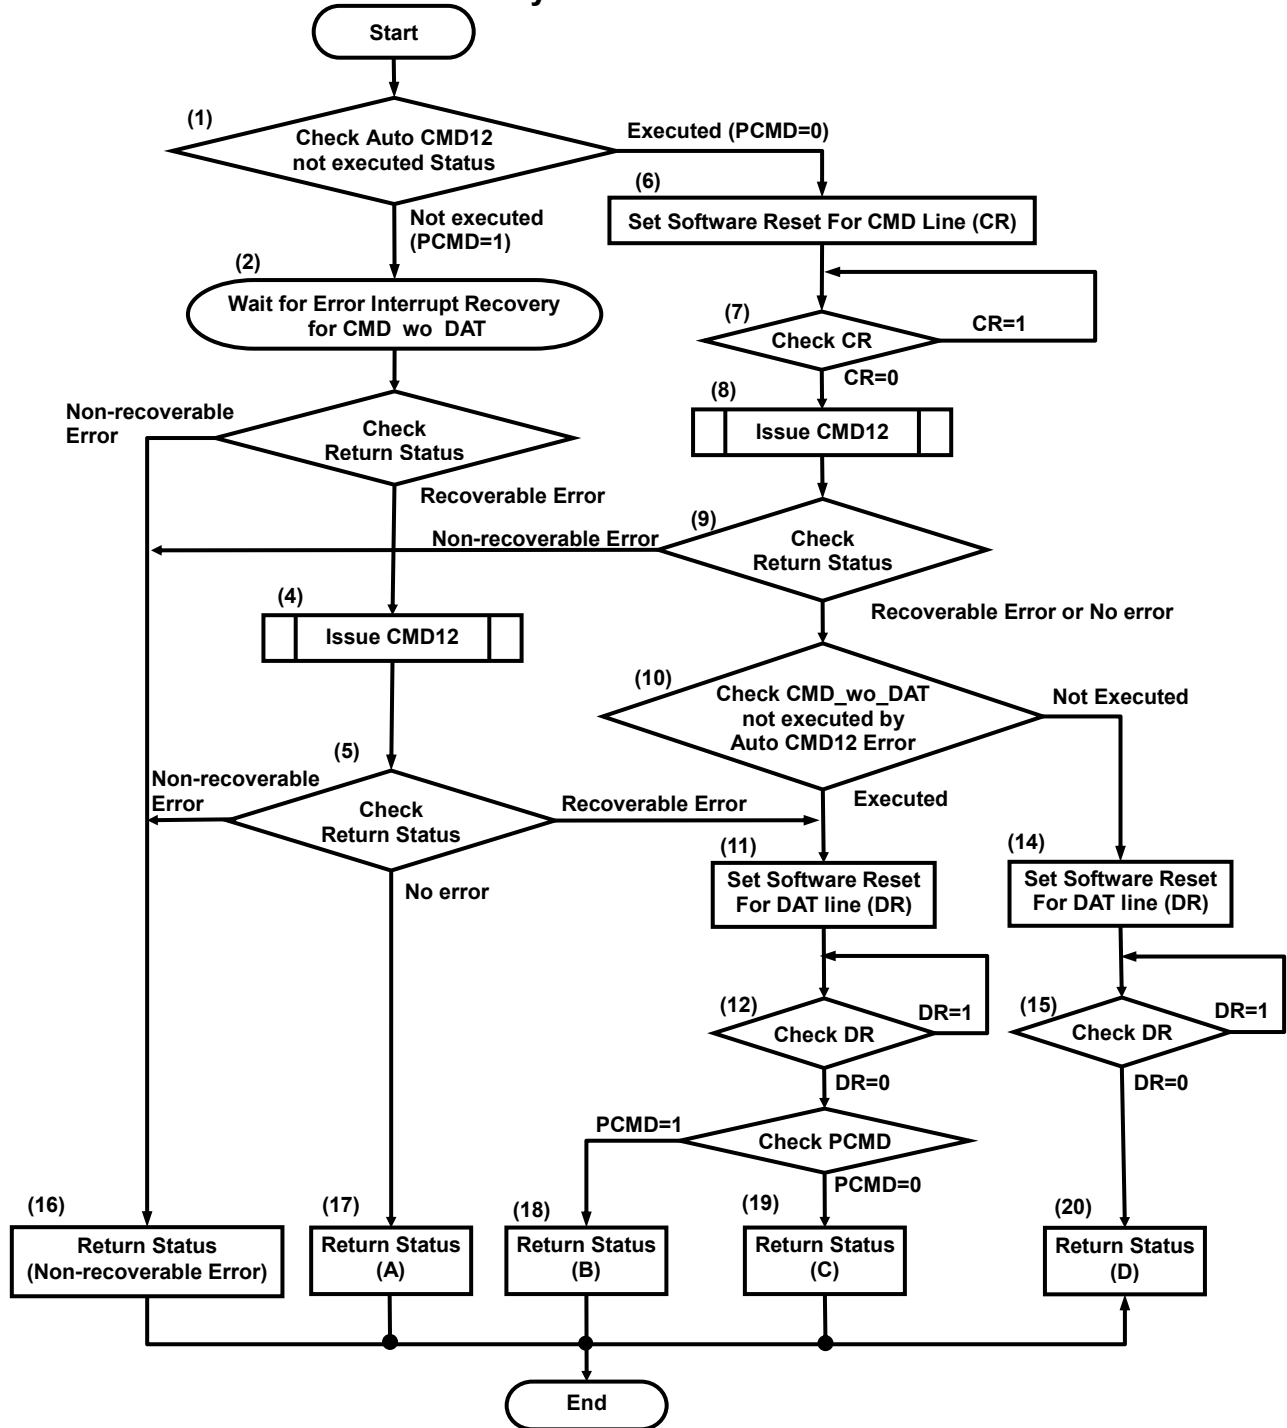 Start
(1)
Check Auto CMD12
not executed Status
Executed (PCMD=0)
Not executed
(PCMD=1)
(6)
Set Software Reset For CMD Line (CR)
(2)
Wait for Error Interrupt Recovery
for CMD_wo_DAT
(7)
Check CR
CR=1
CR=0
Non-recoverable
Error
Check
Return Status
(8)
Issue CMD12
Recoverable Error
(9)
Non-recoverable Error
Check
Return Status
(4)
Issue CMD12
Recoverable Error or No error
(10)
Check CMD_wo_DAT
not executed by
Auto CMD12 Error
Not Executed
(5)
Non-recoverable
Error
Check
Return Status
Recoverable Error
Executed
No error
(11)
Set Software Reset
For DAT line (DR)
(14)
Set Software Reset
For DAT line (DR)
(12)
Check DR
DR=1
DR=0
(15)
Check DR
DR=1
DR=0
PCMD=1
Check PCMD
PCMD=0
(16)
Return Status
(Non-recoverable Error)
(17)
Return Status
(A)
(18)
Return Status
(B)
(19)
Return Status
(C)
(20)
Return Status
(D)
End